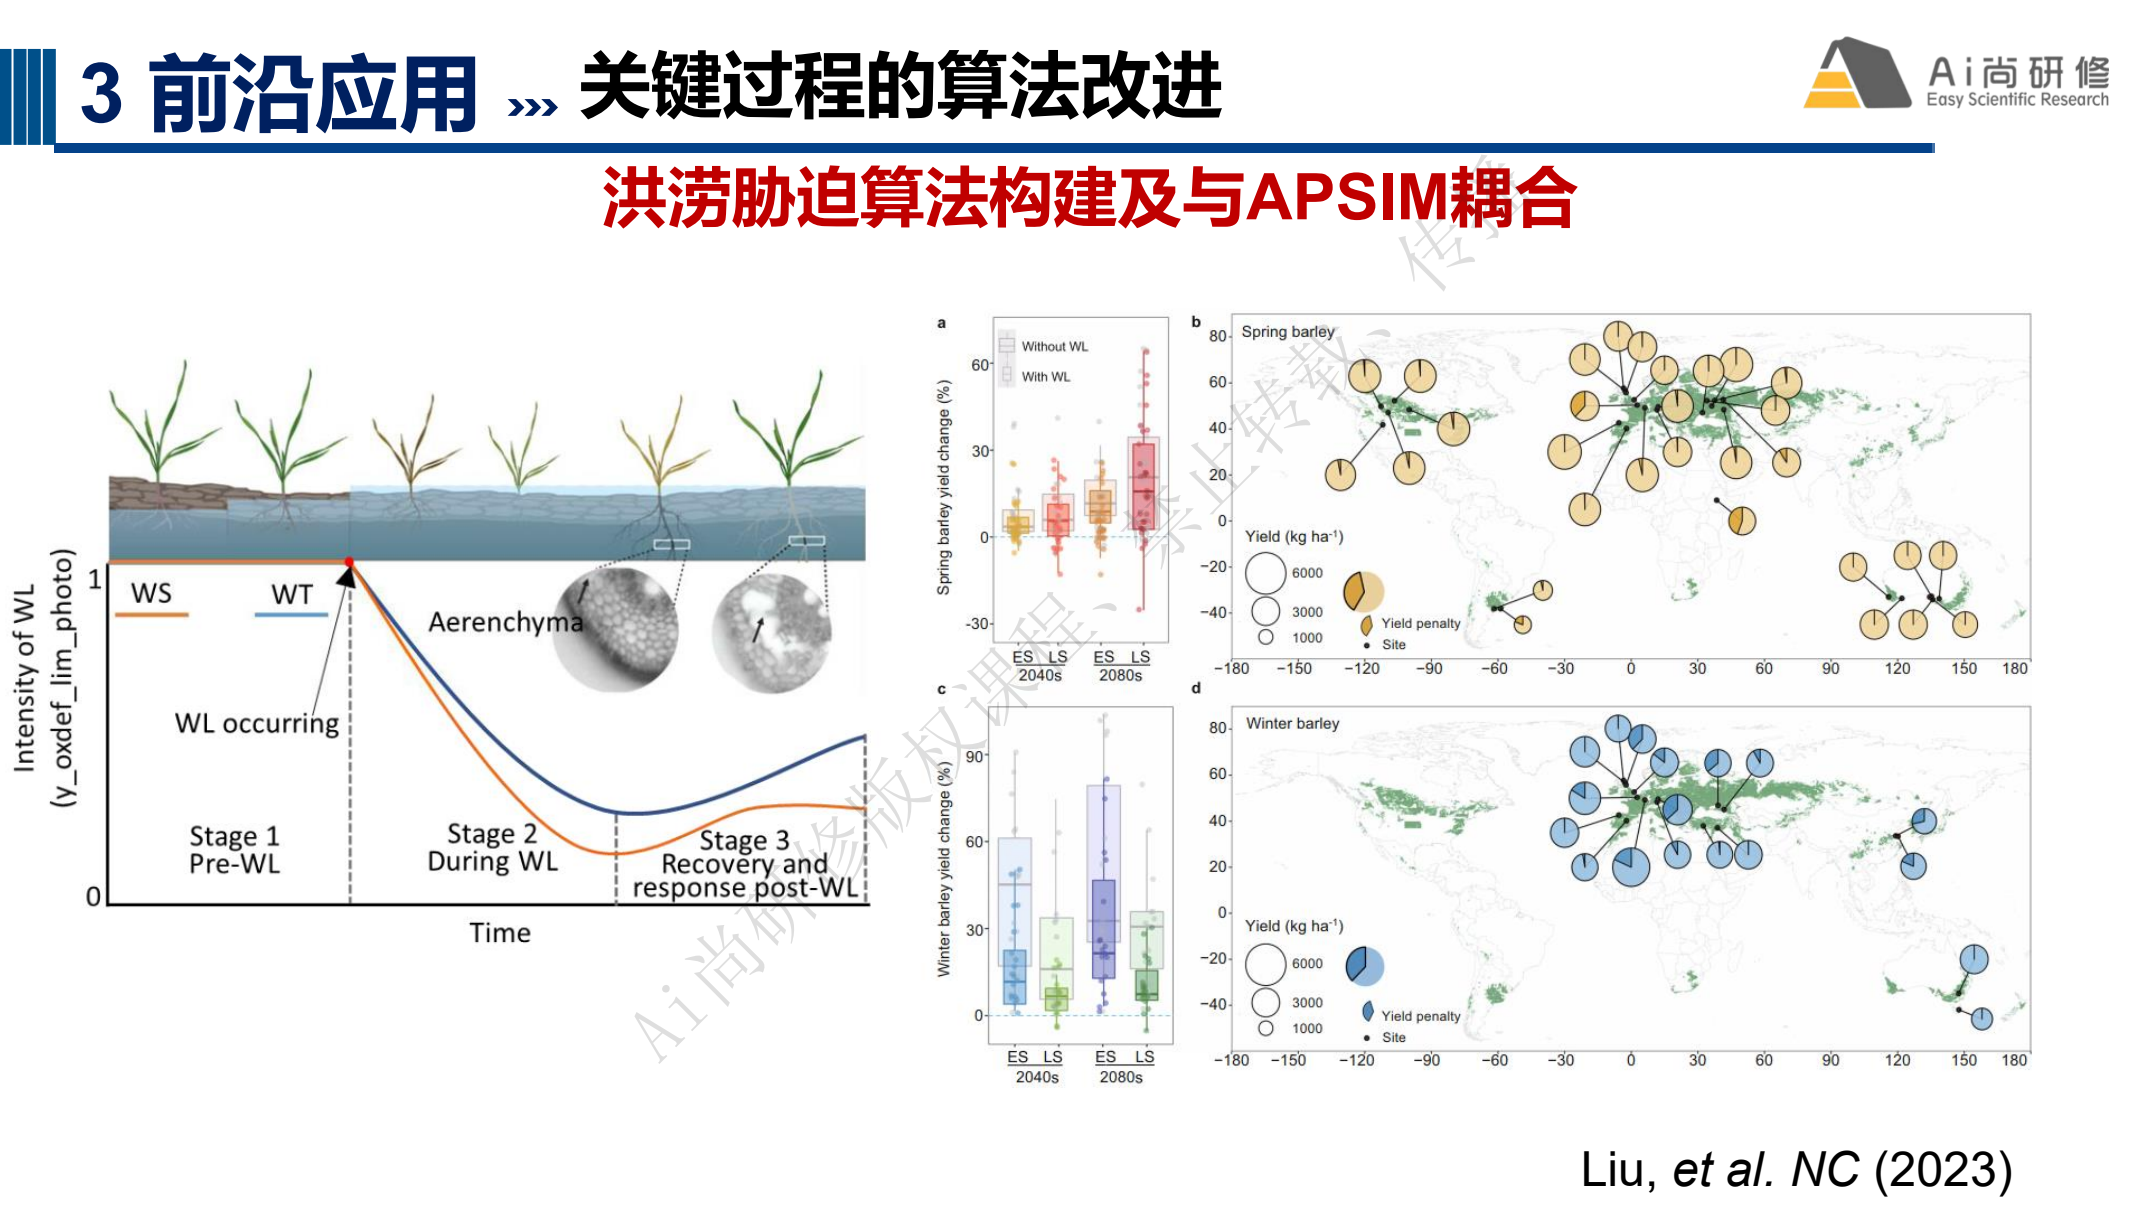 3 前沿应用 >>> 关键过程的算法改进
Ai尚研修
Easy Scientific Research
洪涝胁迫算法构建及与APSIM耦合
Intensity of WL
(y_oxdef_lim_photo)
1
0
WS
WT
Aerenchyma
WL occurring
Stage 1
Pre-WL
Stage 2
During WL
Stage 3
Recovery and
response post-WL
Time
a
Spring barley yield change (%)
60
30
0
-30
Without WL
With WL
ES LS ES LS
2040s 2080s
b
Spring barley
80
60
40
20
0
−20
−40
Yield (kg ha-1)
6000
3000
1000
Yield penalty
Site
−180 −150 −120 −90 −60 −30 0 30 60 90 120 150 180
c
Winter barley yield change (%)
90
60
30
0
ES LS ES LS
2040s 2080s
d
Winter barley
80
60
40
20
0
−20
−40
Yield (kg ha-1)
6000
3000
1000
Yield penalty
Site
−180 −150 −120 −90 −60 −30 0 30 60 90 120 150 180
Ai尚研修版权课程、禁止转载、传播
Liu, et al. NC (2023)